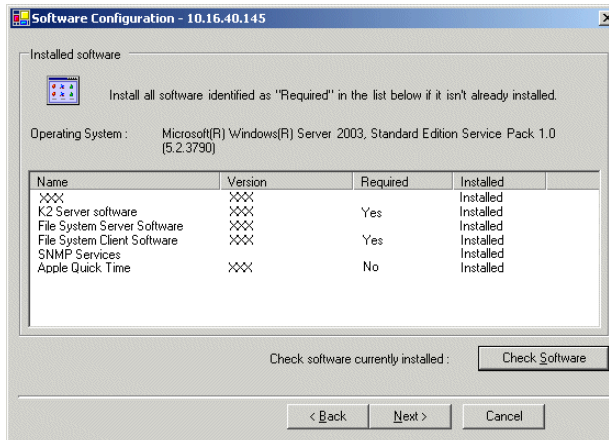 Software Configuration - 10.16.40.145
Installed software
Install all software identified as "Required" in the list below if it isn't already installed.
Operating System : Microsoft(R) Windows(R) Server 2003, Standard Edition Service Pack 1.0
(5.2.3790)
Name Version Required Installed
XXX XXX Installed
K2 Server software XXX Yes Installed
File System Server Software XXX Installed
File System Client Software XXX Yes Installed
SNMP Services Installed
Apple Quick Time XXX No Installed
Check software currently installed : Check Software
< Back Next > Cancel